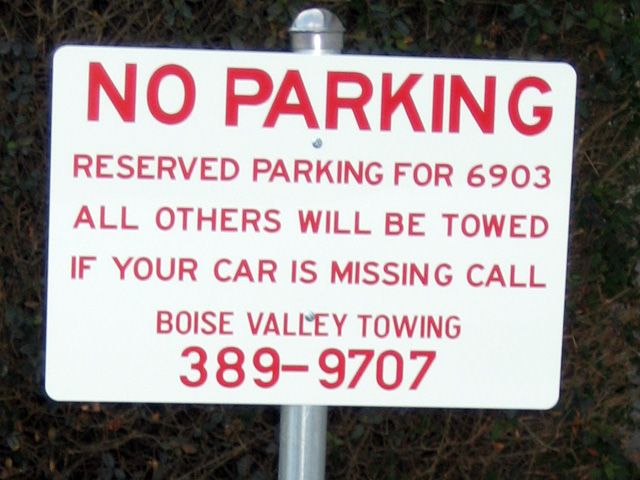 NO PARKING
RESERVED PARKING FOR 6903
ALL OTHERS WILL BE TOWED
IF YOUR CAR IS MISSING CALL
BOISE VALLEY TOWING
389-9707